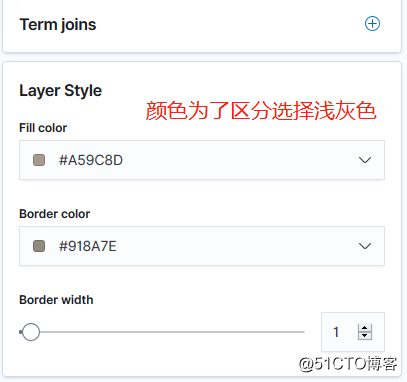 Term joins
Layer Style
颜色为了区分选择浅灰色
Fill color
#A59C8D
Border color
#918A7E
Border width
1
@51CTO博客